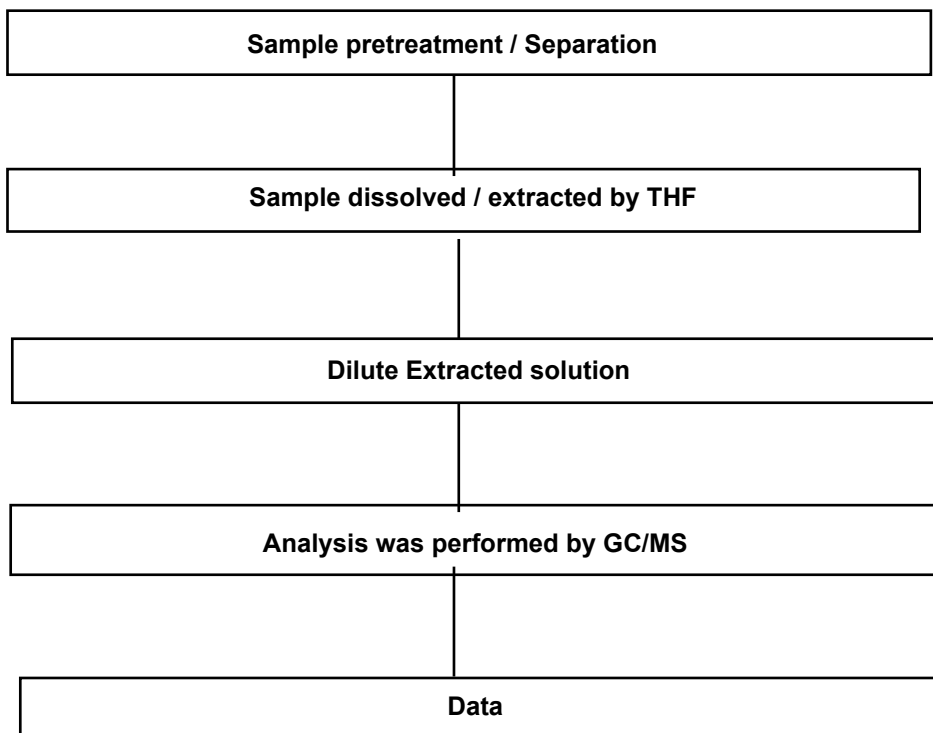 Sample pretreatment / Separation
Sample dissolved / extracted by THF
Dilute Extracted solution
Analysis was performed by GC/MS
Data